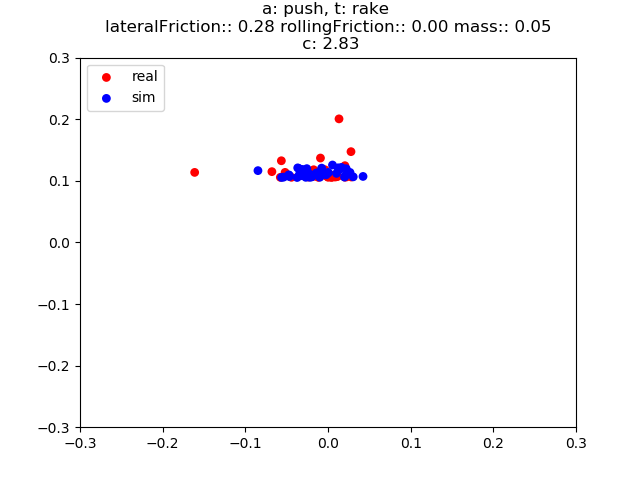 a: push, t: rake
lateralFriction:: 0.28 rollingFriction:: 0.00 mass:: 0.05
c: 2.83
real
sim
0.3
0.2
0.1
0.0
−0.1
−0.2
−0.3
−0.3
−0.2
−0.1
0.0
0.1
0.2
0.3